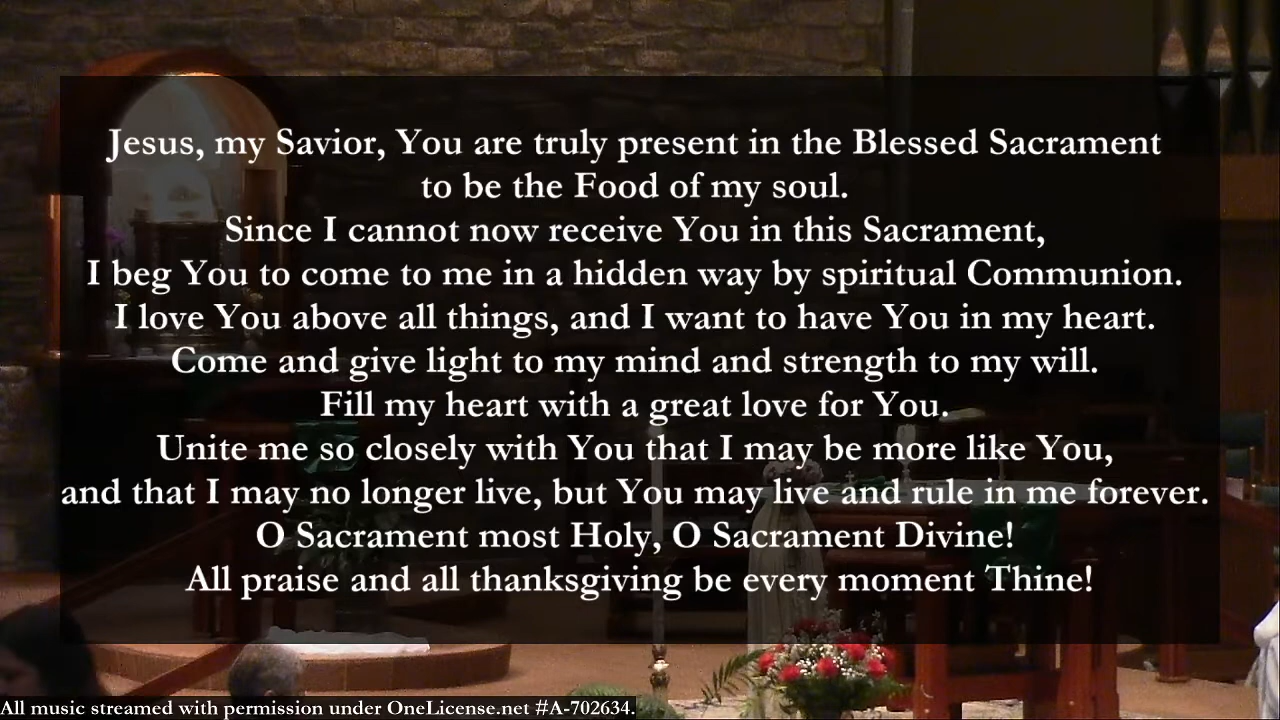 Jesus, my Savior, You are truly present in the Blessed Sacrament
to be the Food of my soul.
Since I cannot now receive You in this Sacrament,
I beg You to come to me in a hidden way by spiritual Communion.
I love You above all things, and I want to have You in my heart.
Come and give light to my mind and strength to my will.
Fill my heart with a great love for You.
Unite me so closely with You that I may be more like You,
and that I may no longer live, but You may live and rule in me forever.
O Sacrament most Holy, O Sacrament Divine!
All praise and all thanksgiving be every moment Thine!
All music streamed with permission under OneLicense.net #A-702634.